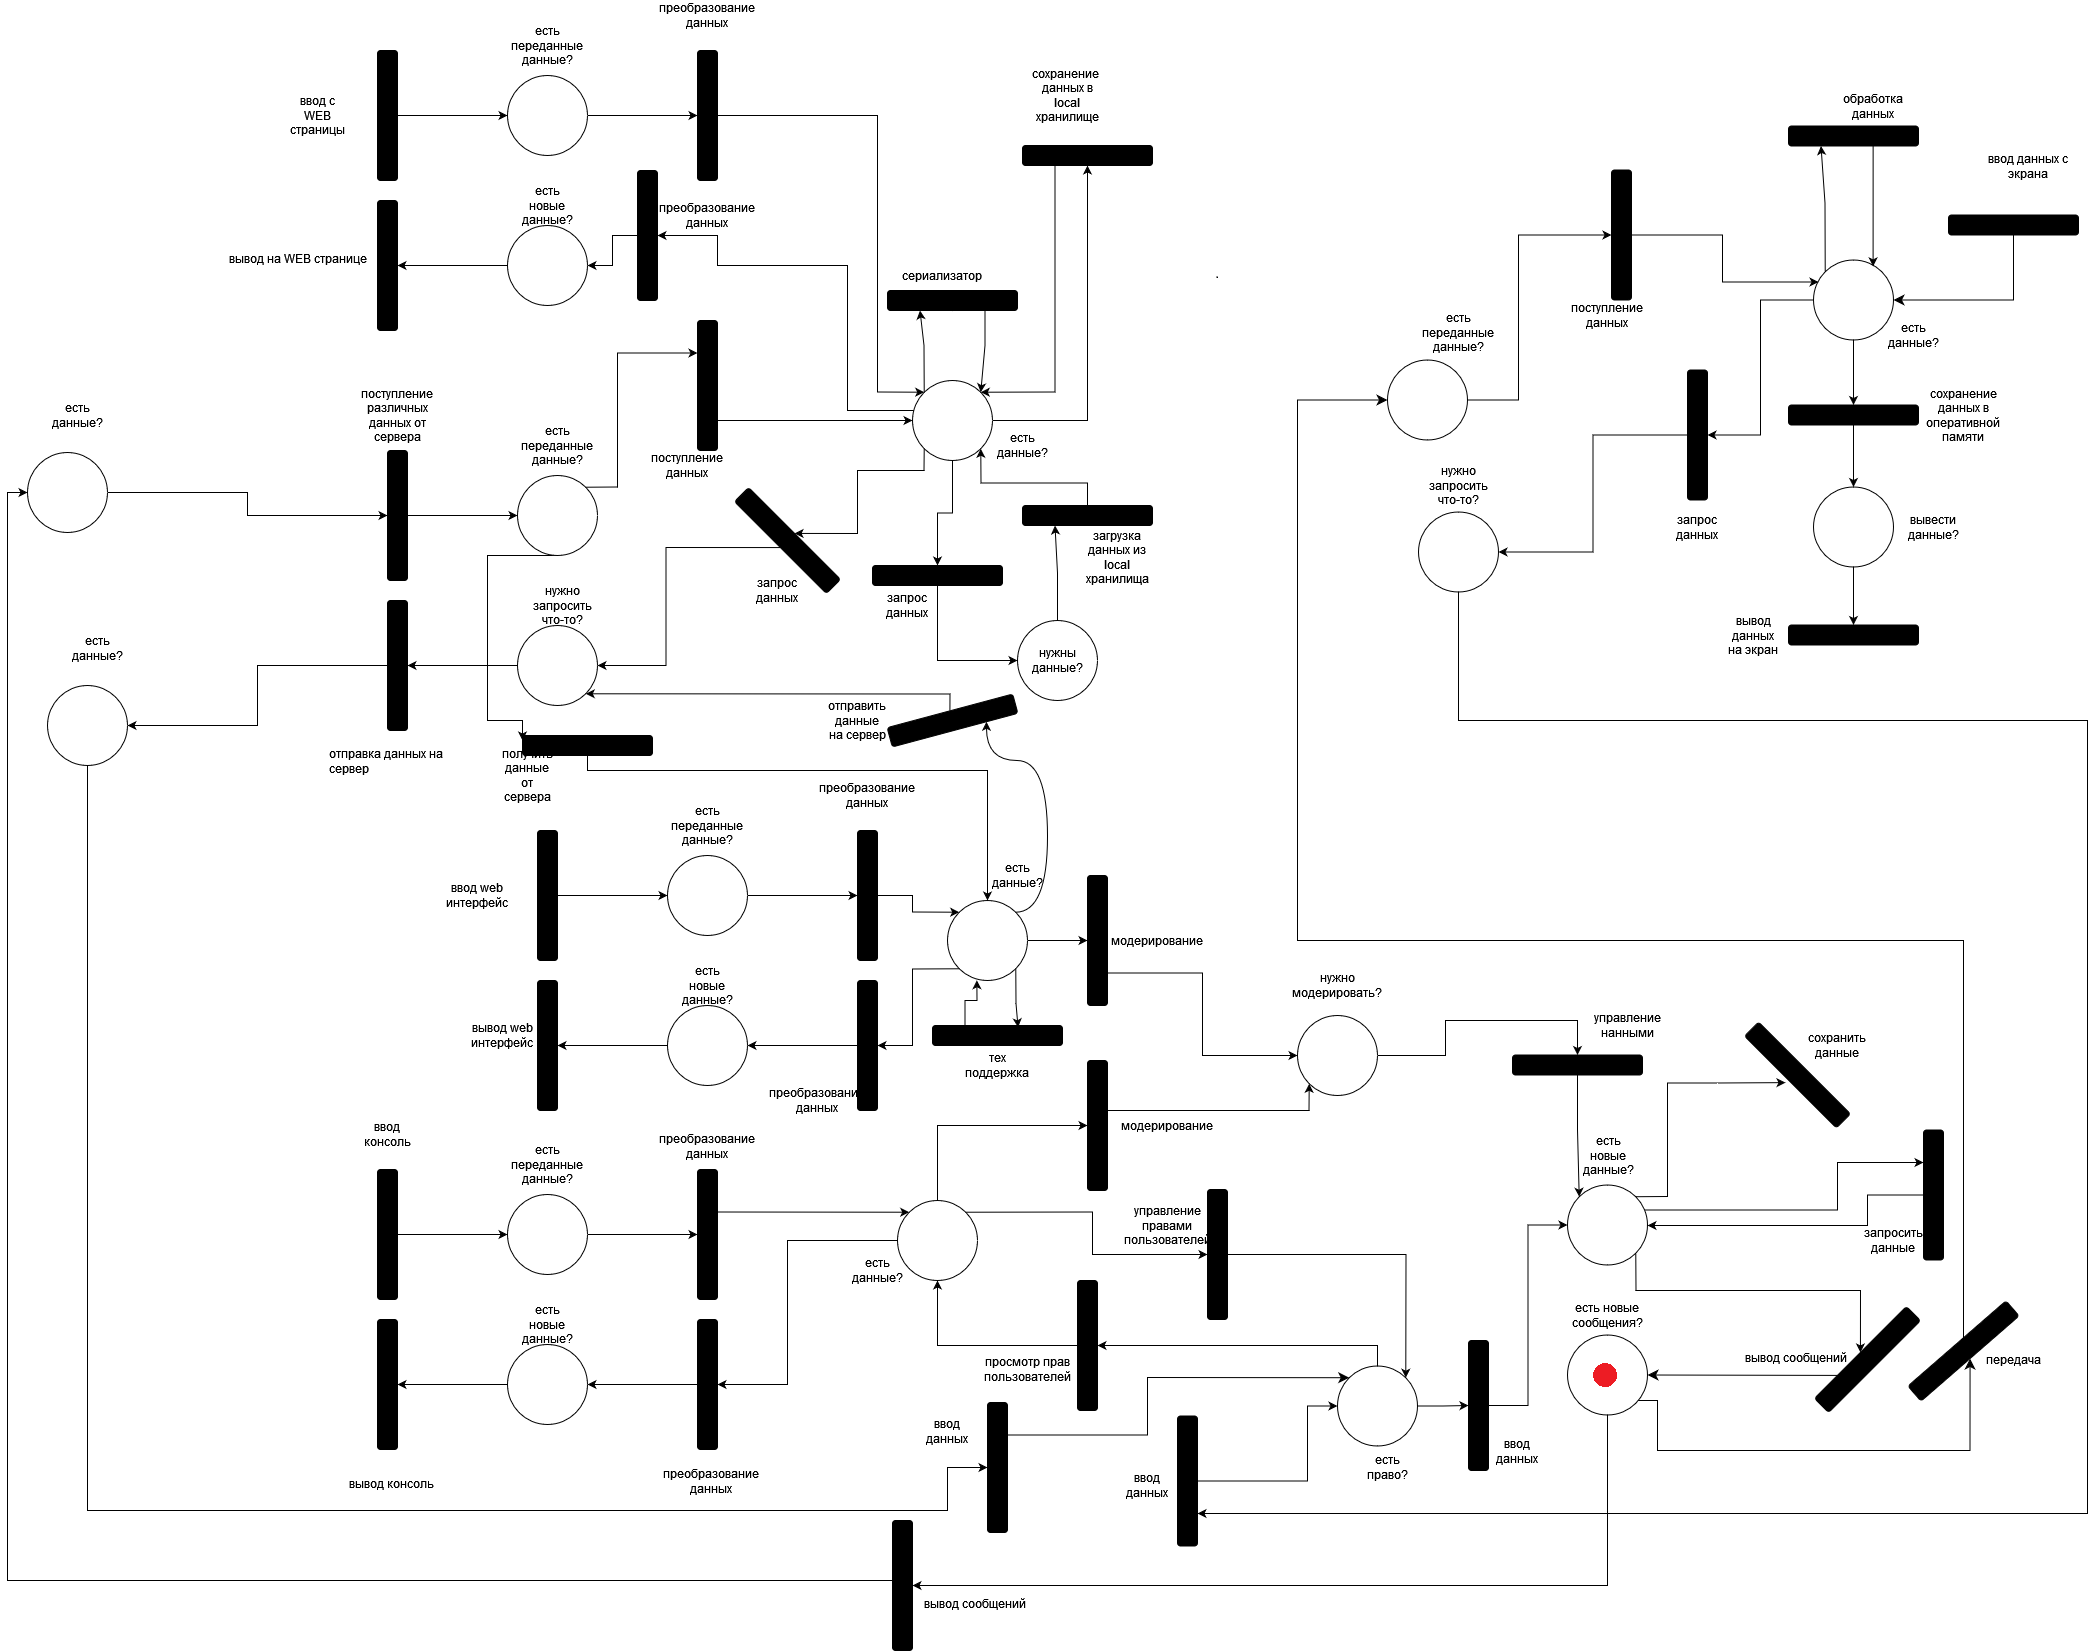 преобразование
данных
есть
переданные
данные?
ввод с
WEB
страницы
сохранение
данных в
local
хранилище
обработка
данных
ввод данных с
экрана
есть
новые
данные?
преобразование
данных
вывод на WEB странице
сериализатор
.
поступление
данных
есть
переданные
данные?
есть
данные?
поступление
различных
данных от
сервера
есть
данные?
есть
переданные
данные?
поступление
данных
есть
данные?
сохранение
данных в
оперативной
памяти
нужно
запросить
что-то?
запрос
данных
вывести
данные?
загрузка
данных из
local
хранилища
запрос
данных
запрос
данных
нужно
запросить
что-то?
есть
данные?
нужны
данные?
вывод
данных
на экран
отправить
данные
на сервер
отправка данных на
сервер
получить
данные
от
сервера
преобразование
данных
есть
переданные
данные?
ввод web
интерфейс
есть
данные?
модерирование
есть
новые
данные?
вывод web
интерфейс
тех
поддержка
преобразовани
данных
нужно
модерировать?
управление
нанными
сохранить
данные
ввод
консоль
есть
переданные
данные?
преобразование
данных
модерирование
есть
новые
данные?
управление
правами
пользователей
запросить
данные
есть
данные?
есть
новые
данные?
есть новые
сообщения?
вывод сообщений
передача
просмотр прав
пользователей
вывод консоль
преобразование
данных
ввод
данных
ввод
данных
есть
право?
ввод
данных
вывод сообщений